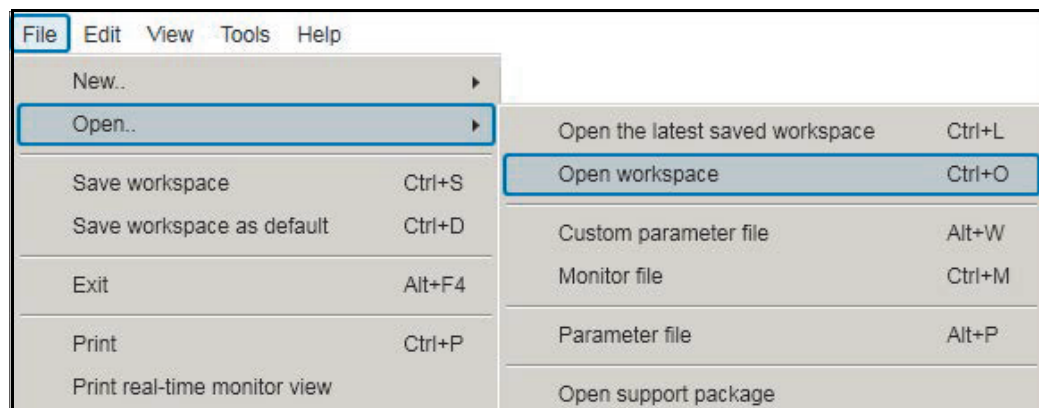 File Edit View Tools Help
New..
Open..
Save workspace Ctrl+S
Save workspace as default Ctrl+D
Exit Alt+F4
Print Ctrl+P
Print real-time monitor view
Open the latest saved workspace Ctrl+L
Open workspace Ctrl+O
Custom parameter file Alt+W
Monitor file Ctrl+M
Parameter file Alt+P
Open support package